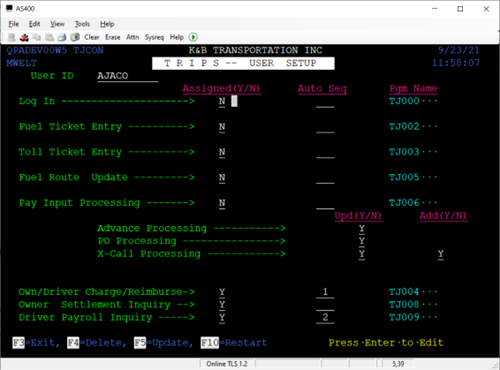 AS400
File Edit View Tools Help
Clear Erase Attn Sysreq Help
QPADEV00W5 TJCON K&B TRANSPORTATION INC 9/23/21
MWELT T R I P S -- USER SETUP 11:58:07
User ID AJACO
Assigned(Y/N) Auto Seq Pgm Name
Log In --------------------> N TJ000···
Fuel Ticket Entry -----------> N TJ002···
Toll Ticket Entry -----------> N TJ003···
Fuel Route Update----------> N TJ005···
Pay Input Processing -------> N TJ006···
Upd(Y/N) Add(Y/N)
Advance Processing ------------> Y
PO Processing -----------------> Y
X-Call Processing -------------> Y Y
Own/Driver Charge/Reimburse-> Y 1 TJ004···
Owner Settlement Inquiry --> Y TJ008···
Driver Payroll Inquiry -----> Y 2 TJ009···
F3=Exit, F4=Delete, F5=Update, F10=Restart Press·Enter·to·Edit
Online TLS 1.2 5,39